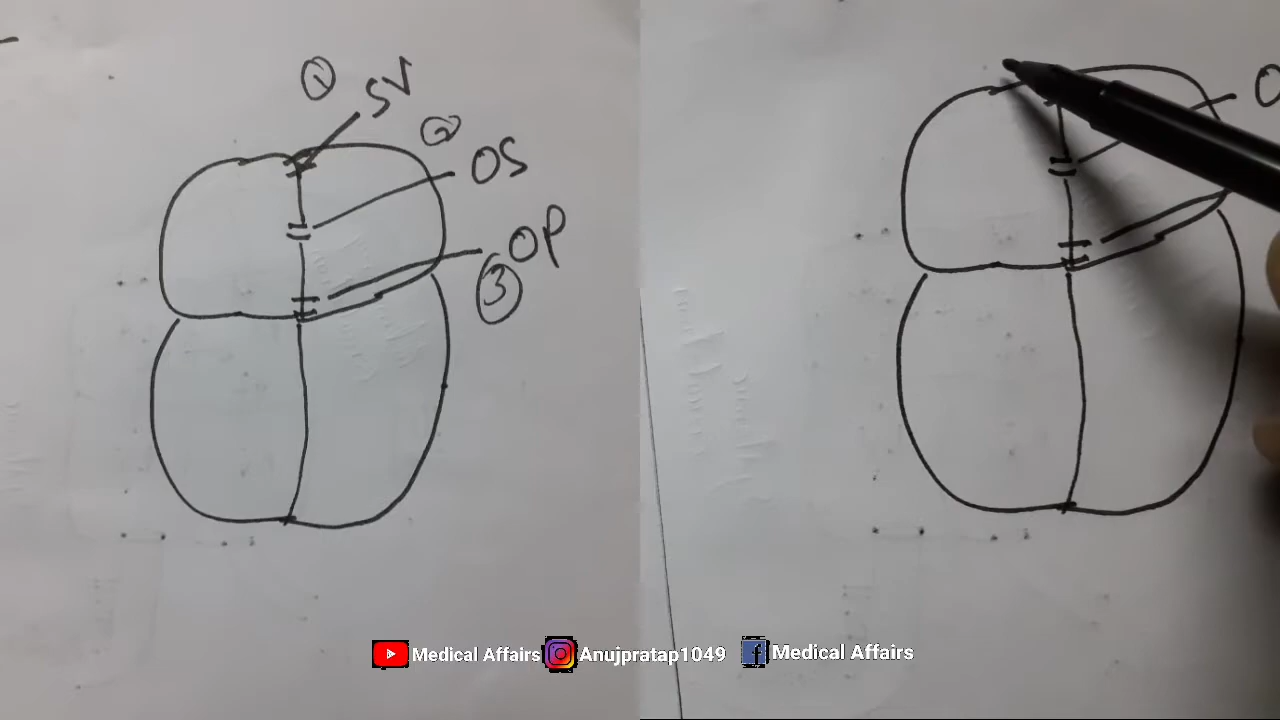 ① SV
② OS
OP
③
O
Medical Affairs Anujpratap1049 Medical Affairs